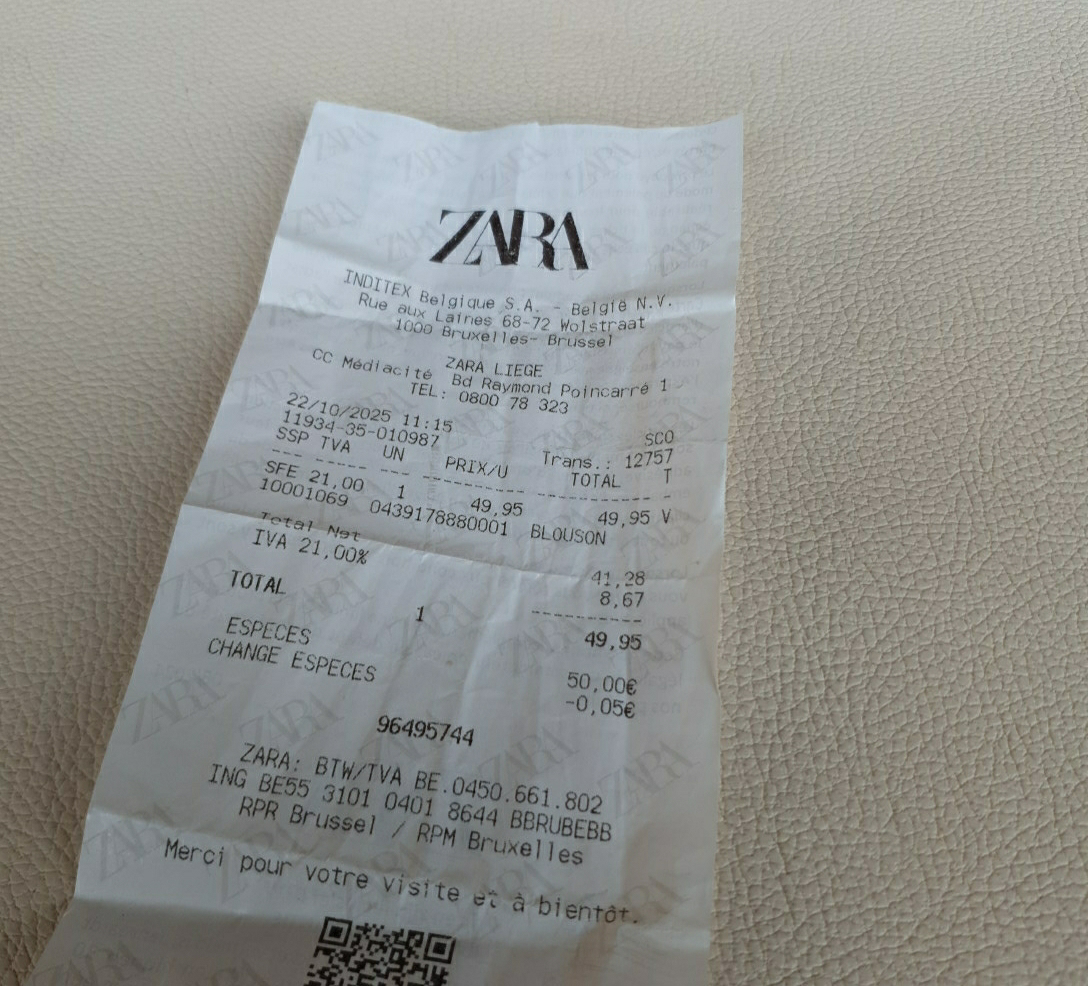 ZARA
INDITEX Belgique S.A. - België N.V.
Rue aux Laines 68-72 Wolstraat
1000 Bruxelles- Brussel
ZARA LIEGE
CC Médiacité Bd Raymond Poincarré 1
TEL: 0800 78 323
22/10/2025 11:15 SCO
11934-35-010987 Trans.: 12757
SSP TVA UN PRIX/U TOTAL T
SFE 21,00 1 49,95 49,95 V
10001069 0439178880001 BLOUSON
Total Net 41,28
IVA 21,00% 8,67
TOTAL 1 49,95
ESPECES 50,00€
CHANGE ESPECES -0,05€
96495744
ZARA: BTW/TVA BE.0450.661.802
ING BE55 3101 0401 8644 BBRUBEBB
RPR Brussel / RPM Bruxelles
Merci pour votre visite et à bientôt.